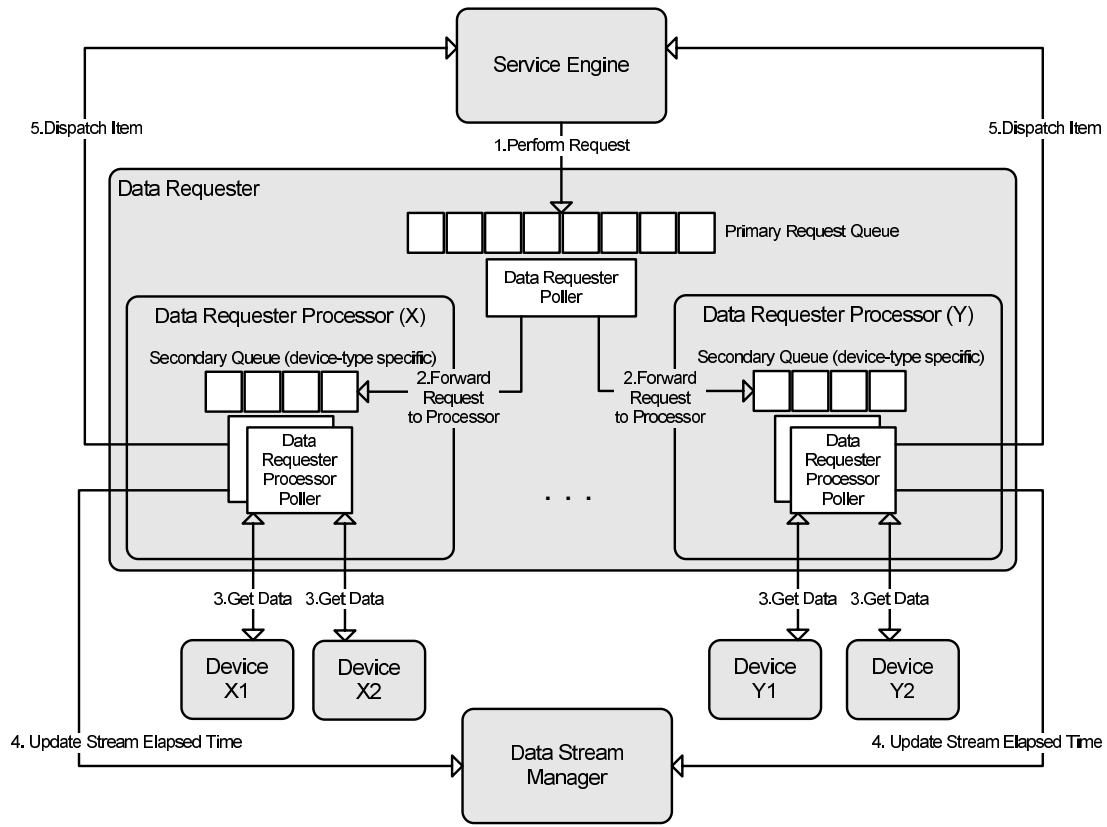 Service Engine
5.Dispatch Item
5.Dispatch Item
1.Perform Request
Data Requester
Primary Request Queue
Data Requester
Poller
Data Requester Processor (X)
Data Requester Processor (Y)
Secondary Queue (device-type specific)
Secondary Queue (device-type specific)
2.Forward
Request
to Processor
2.Forward
Request
to Processor
Data
Requester
Processor
Poller
. . .
Data
Requester
Processor
Poller
3.Get Data
3.Get Data
3.Get Data
3.Get Data
Device
X1
Device
X2
Device
Y1
Device
Y2
4. Update Stream Elapsed Time
4. Update Stream Elapsed Time
Data Stream
Manager